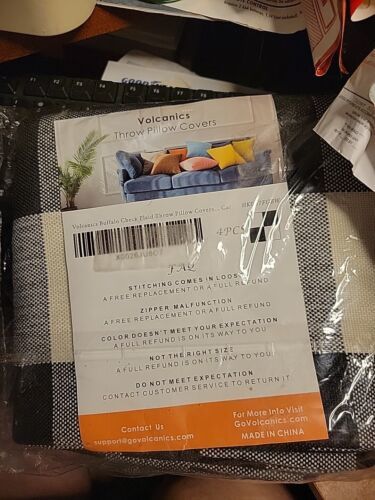 CONTROL
GOOD
Volcanics
Throw Pillow Covers
Volcanics Buffalo Check Plaid Throw Pillow Covers... Car
4PCS
FAQ
STITCHING COMES IN LOOSE
A FREE REPLACEMENT OR A FULL REFUND
ZIPPER MALFUNCTION
A FREE REPLACEMENT OR A FULL REFUND
COLOR DOESN'T MEET YOUR EXPECTATION
A FULL REFUND IS ON ITS WAY TO YOU
NOT THE RIGHT SIZE
A FULL REFUND IS ON ITS WAY TO YOU
DO NOT MEET EXPECTATION
CONTACT CUSTOMER SERVICE TO RETURN IT
Contact Us
support@govolcanics.com
For More Info Visit
GoVolcanics.com
MADE IN CHINA